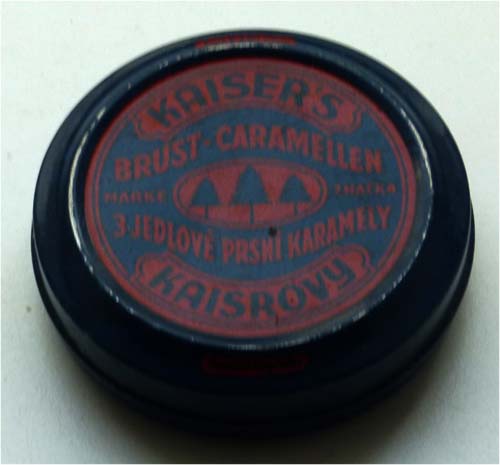 KAISER'S
BRUST-CARAMELLEN
MARKE ZNAČKA
3-JEDLOVÉ PRSNÍ KARAMELY
KAISROVY